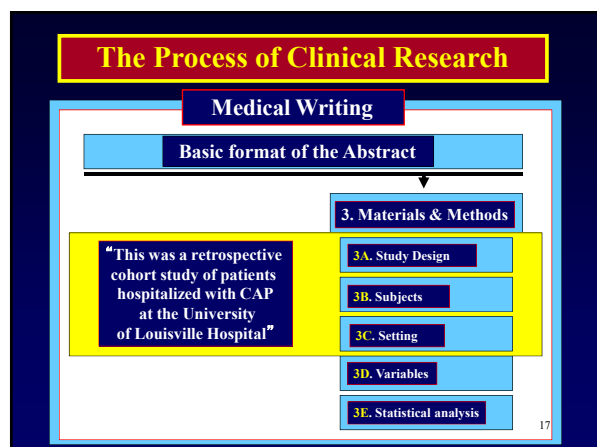 The Process of Clinical Research
Medical Writing
Basic format of the Abstract
3. Materials & Methods
“This was a retrospective
cohort study of patients
hospitalized with CAP
at the University
of Louisville Hospital”
3A. Study Design
3B. Subjects
3C. Setting
3D. Variables
3E. Statistical analysis
17